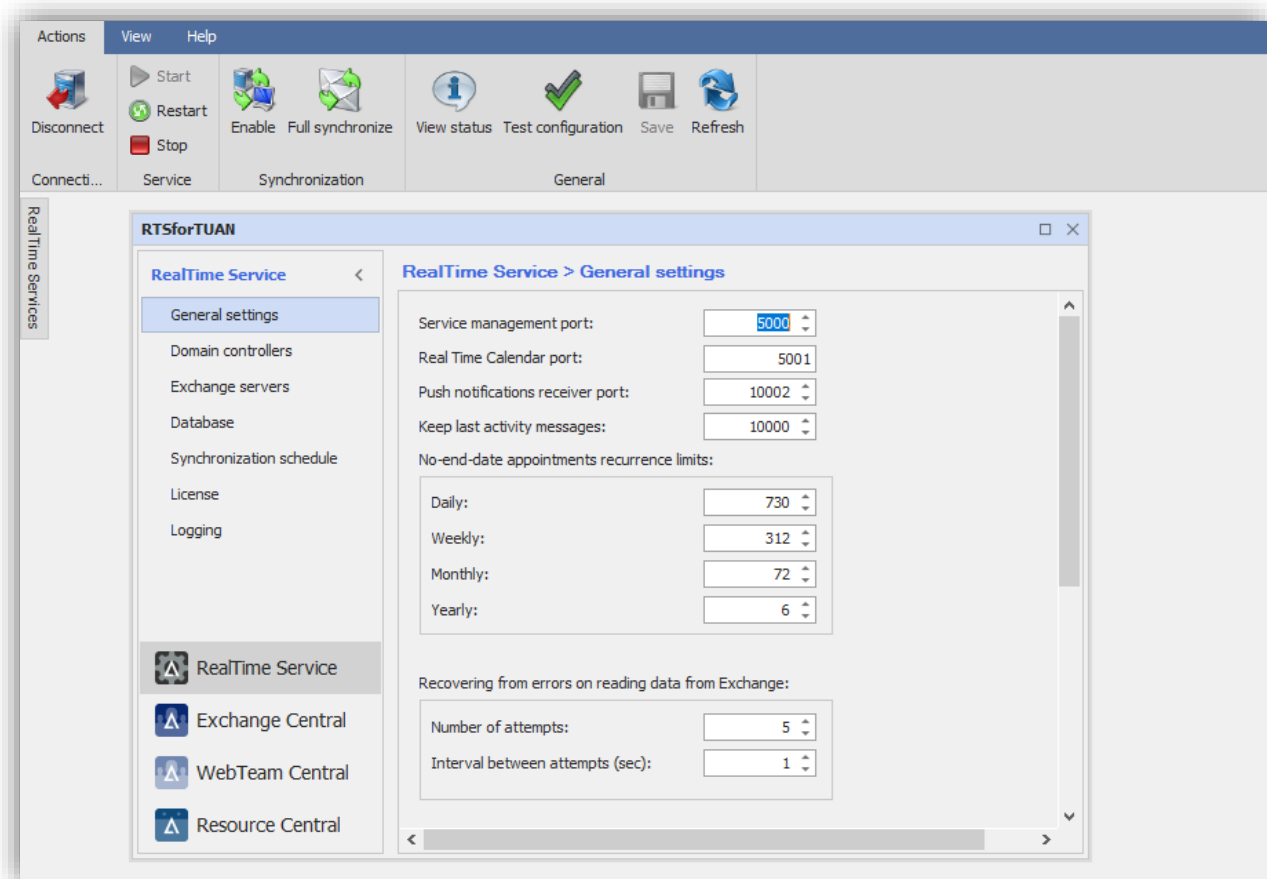 Actions View Help
Start
Restart
Stop
Disconnect Enable Full synchronize View status Test configuration Save Refresh
Connecti... Service Synchronization General
RealTime Services
RTSforTUAN
RealTime Service
General settings
Domain controllers
Exchange servers
Database
Synchronization schedule
License
Logging
RealTime Service
Exchange Central
WebTeam Central
Resource Central
RealTime Service > General settings
Service management port: 5000
Real Time Calendar port: 5001
Push notifications receiver port: 10002
Keep last activity messages: 10000
No-end-date appointments recurrence limits:
Daily: 730
Weekly: 312
Monthly: 72
Yearly: 6
Recovering from errors on reading data from Exchange:
Number of attempts: 5
Interval between attempts (sec): 1